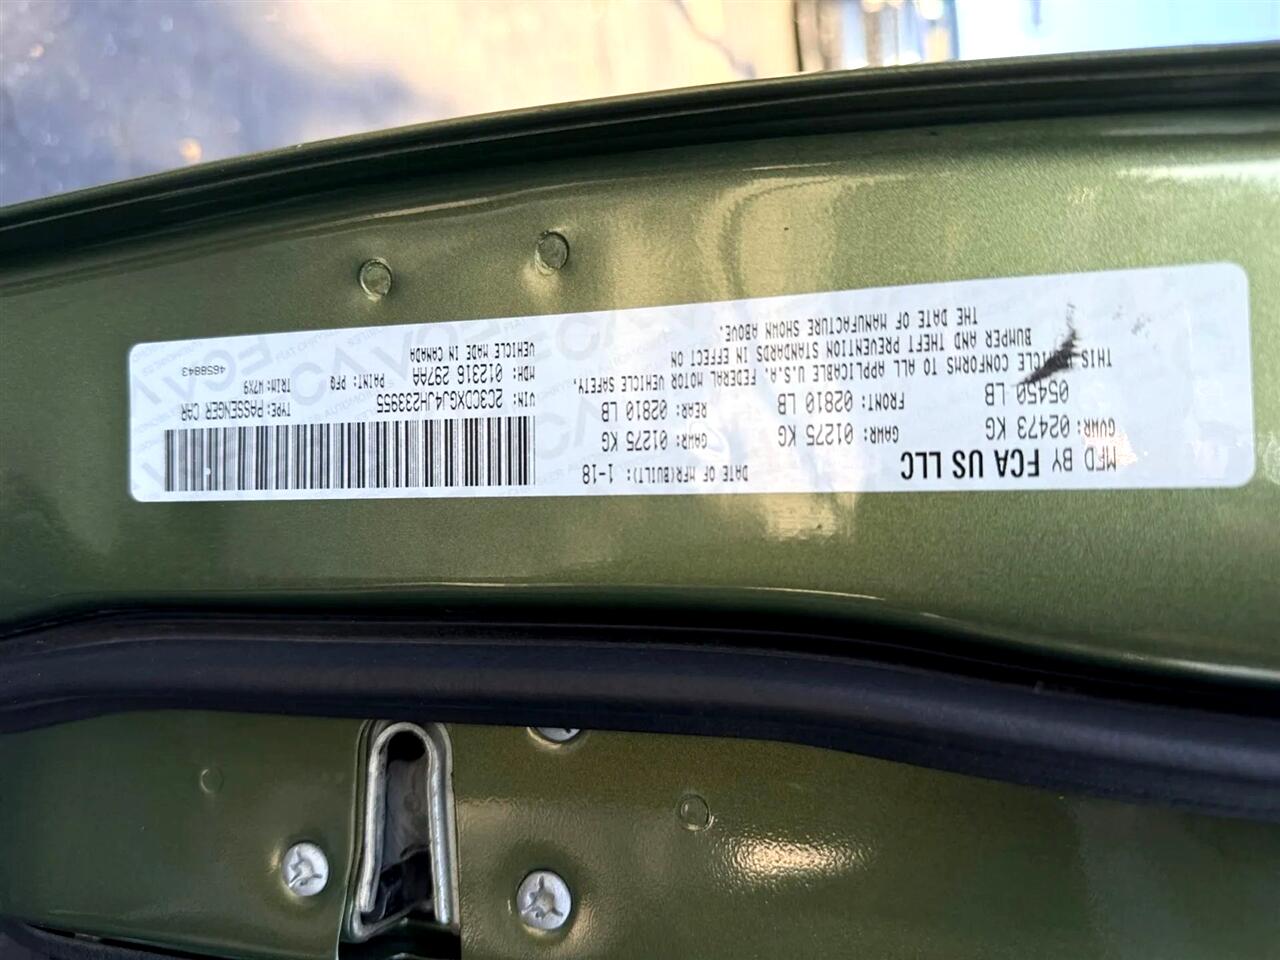 MFD BY FCA US LLC
DATE OF MFR(BUILT): 1-18
GVWR: 02473 KG
05450 LB
GAWR: 01275 KG
FRONT: 02810 LB
GAWR: 01275 KG
REAR: 02810 LB
THIS VEHICLE CONFORMS TO ALL APPLICABLE U.S.A. FEDERAL MOTOR VEHICLE SAFETY,
BUMPER AND THEFT PREVENTION STANDARDS IN EFFECT ON
THE DATE OF MANUFACTURE SHOWN ABOVE.
VIN: 2C3CDXGJ4JH233955
TYPE: PASSENGER CAR
MDH: 012316 297AA
PAINT: PFQ
TRIM: W7X9
VEHICLE MADE IN CANADA
4658843